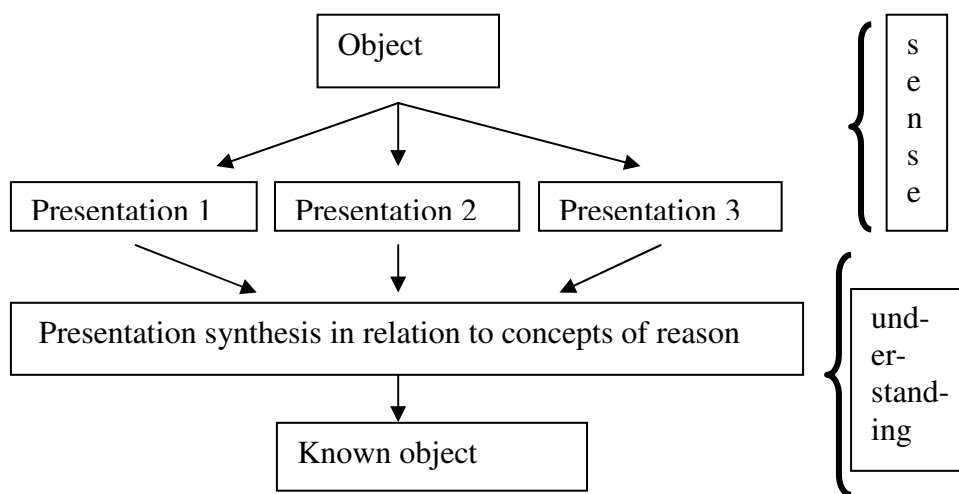 Object
s
e
n
s
e
Presentation 1
Presentation 2
Presentation 3
Presentation synthesis in relation to concepts of reason
und-
er-
stand-
ing
Known object